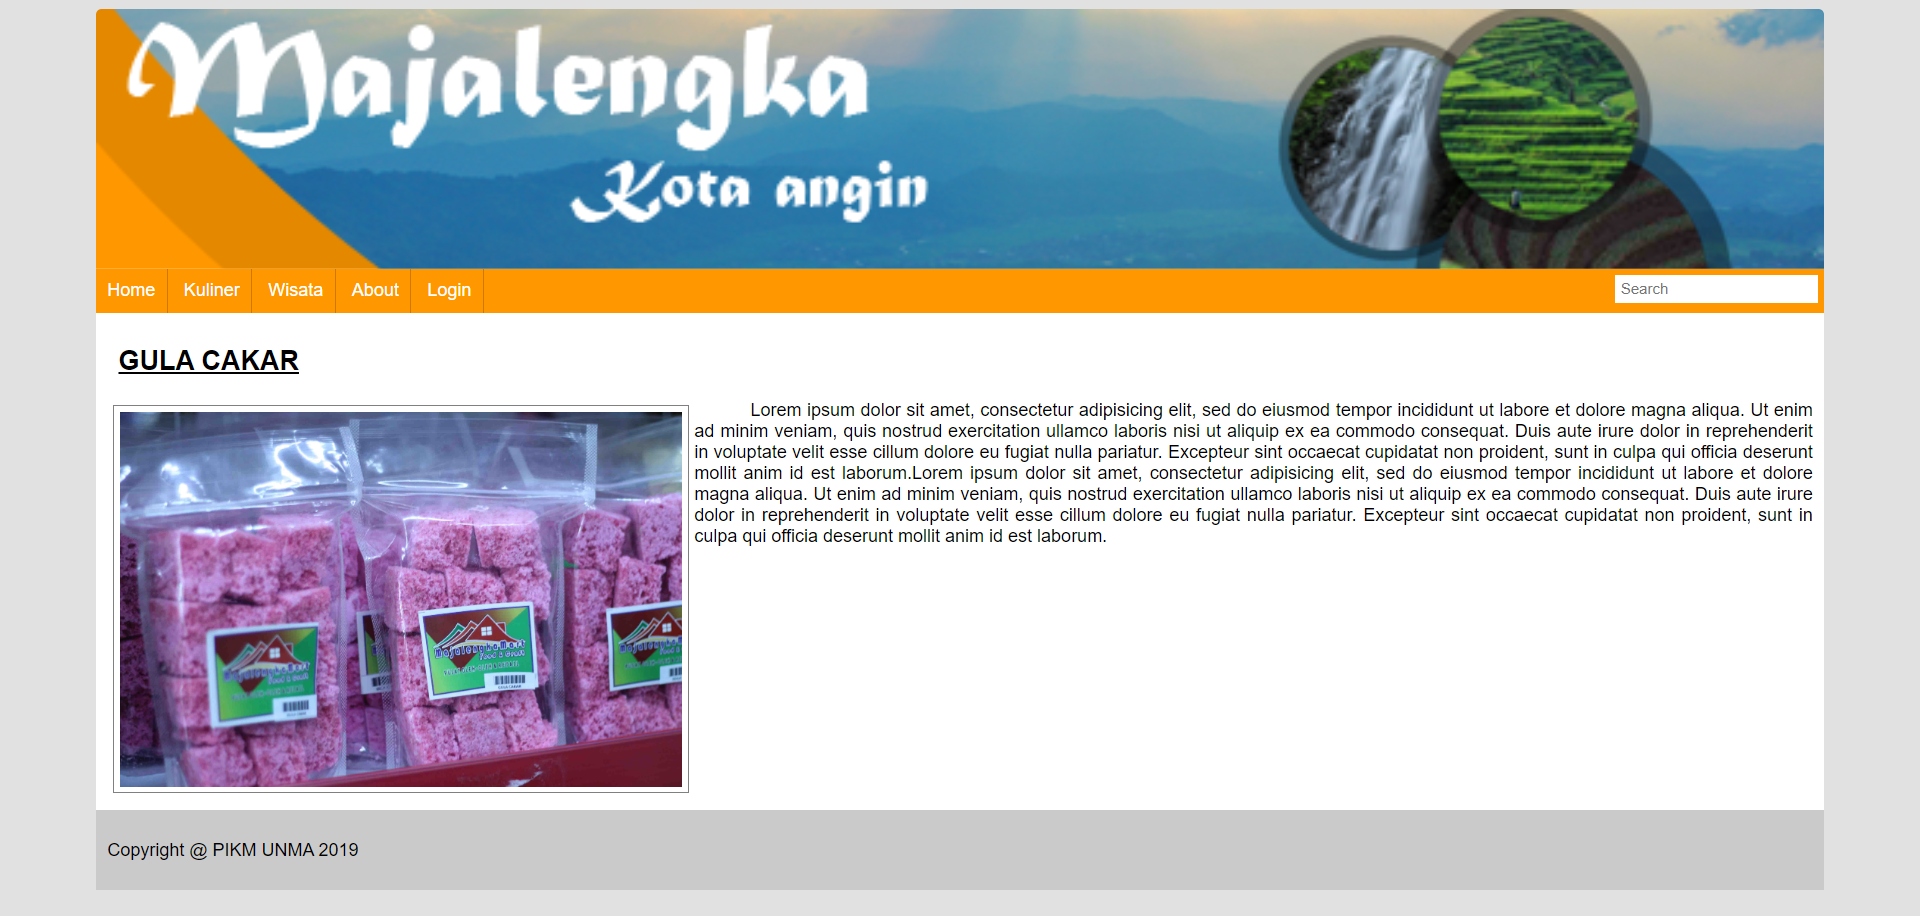 Majalengka
Kota angin
Home Kuliner Wisata About Login Search
GULA CAKAR
Lorem ipsum dolor sit amet, consectetur adipisicing elit, sed do eiusmod tempor incididunt ut labore et dolore magna aliqua. Ut enim
ad minim veniam, quis nostrud exercitation ullamco laboris nisi ut aliquip ex ea commodo consequat. Duis aute irure dolor in reprehenderit
in voluptate velit esse cillum dolore eu fugiat nulla pariatur. Excepteur sint occaecat cupidatat non proident, sunt in culpa qui officia deserunt
mollit anim id est laborum.Lorem ipsum dolor sit amet, consectetur adipisicing elit, sed do eiusmod tempor incididunt ut labore et dolore
magna aliqua. Ut enim ad minim veniam, quis nostrud exercitation ullamco laboris nisi ut aliquip ex ea commodo consequat. Duis aute irure
dolor in reprehenderit in voluptate velit esse cillum dolore eu fugiat nulla pariatur. Excepteur sint occaecat cupidatat non proident, sunt in
culpa qui officia deserunt mollit anim id est laborum.
MajalengkaMart
Food & Craft
MajalengkaMart
Food & Craft
Copyright @ PIKM UNMA 2019